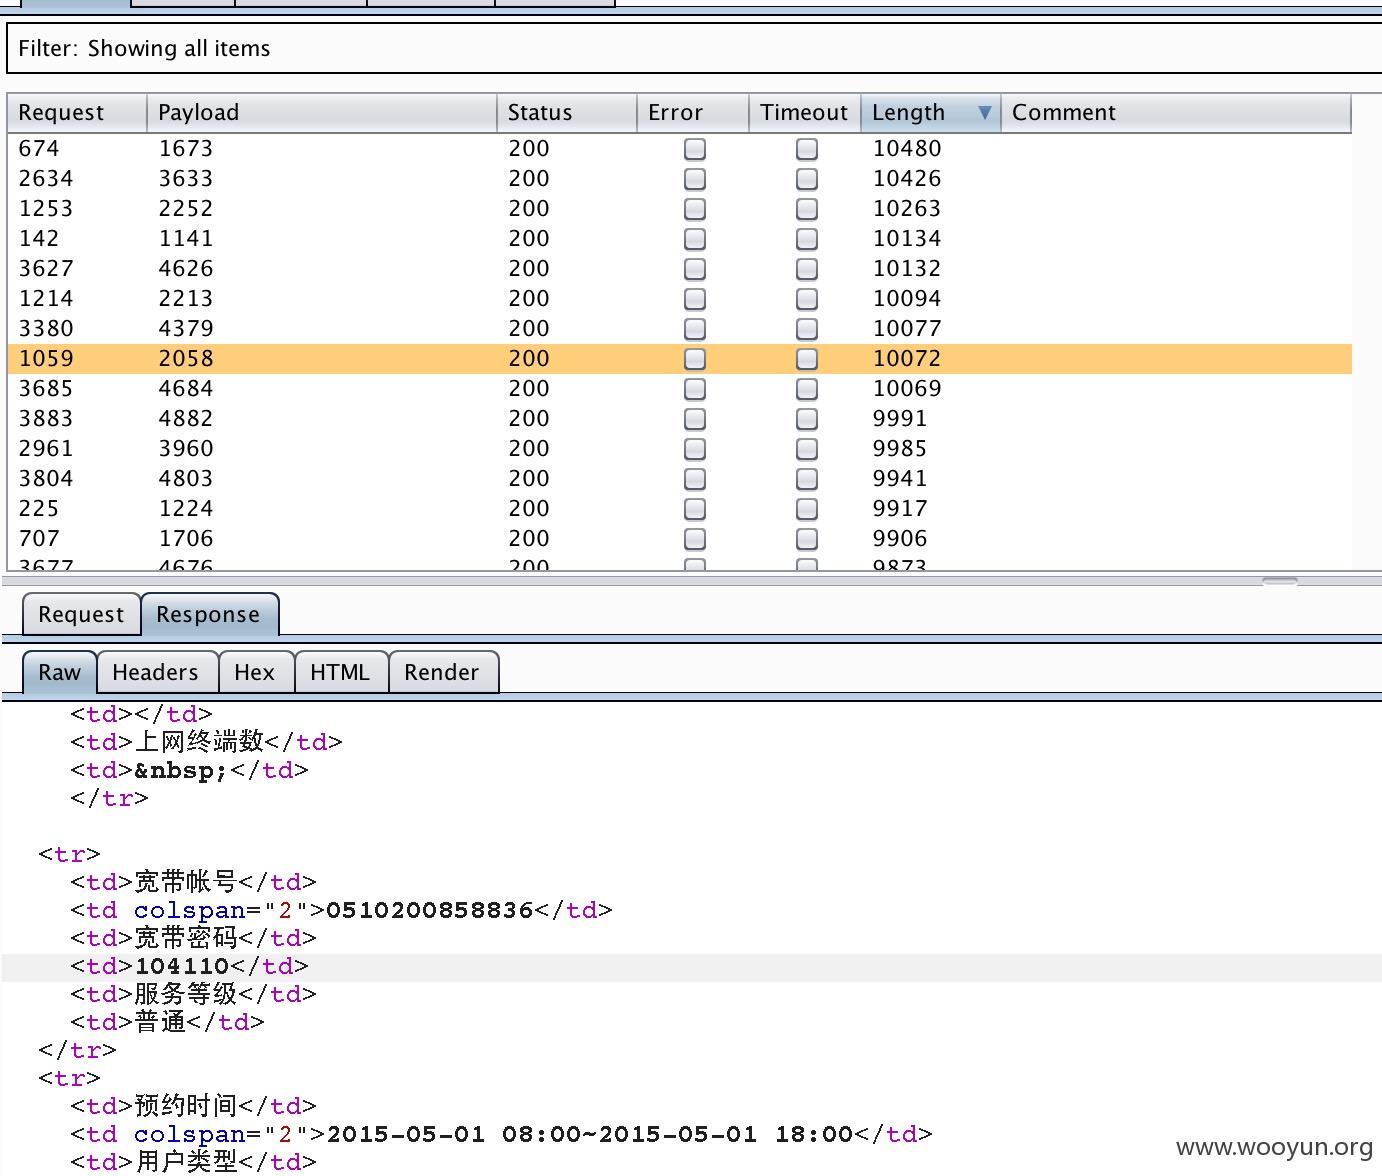 Filter: Showing all items
Request Payload Status Error Timeout Length Comment
674 1673 200 10480
2634 3633 200 10426
1253 2252 200 10263
142 1141 200 10134
3627 4626 200 10132
1214 2213 200 10094
3380 4379 200 10077
1059 2058 200 10072
3685 4684 200 10069
3883 4882 200 9991
2961 3960 200 9985
3804 4803 200 9941
225 1224 200 9917
707 1706 200 9906
3677 4676 200 9873
Request Response
Raw Headers Hex HTML Render
<td></td>
<td>上网终端数</td>
<td>&nbsp;</td>
</tr>
<tr>
<td>宽带帐号</td>
<td colspan="2">0510200858836</td>
<td>宽带密码</td>
<td>104110</td>
<td>服务等级</td>
<td>普通</td>
</tr>
<tr>
<td>预约时间</td>
<td colspan="2">2015-05-01 08:00~2015-05-01 18:00</td>
<td>用户类型</td>
www.wooyun.org